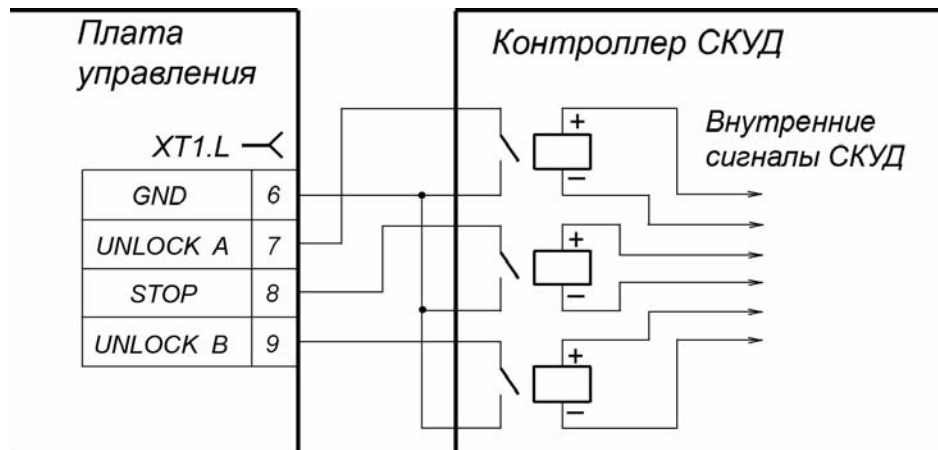 Плата
управления
XT1.L
GND 6
UNLOCK A 7
STOP 8
UNLOCK B 9
Контроллер СКУД
Внутренние
сигналы СКУД
+
−
+
−
+
−